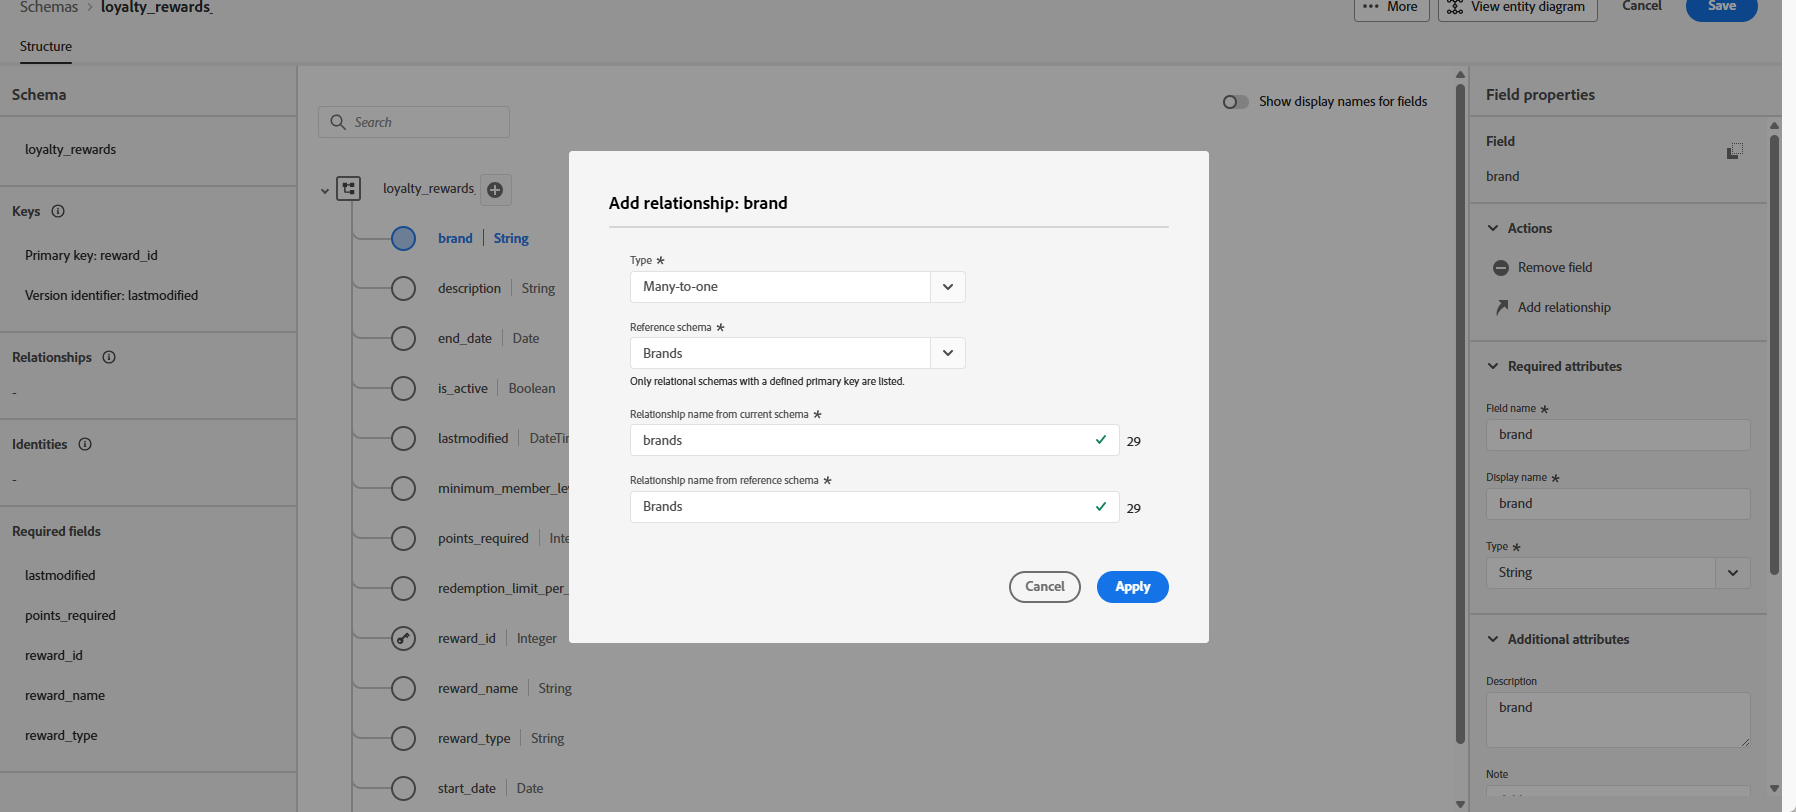 Schemas > loyalty_rewards_
More
View entity diagram
Cancel
Save
Structure
Schema
loyalty_rewards
Keys
Primary key: reward_id
Version identifier: lastmodified
Relationships
-
Identities
-
Required fields
lastmodified
points_required
reward_id
reward_name
reward_type
Search
Show display names for fields
loyalty_rewards_
brand | String
description | String
end_date | Date
is_active | Boolean
lastmodified | DateTi
minimum_member_le
points_required | Inte
redemption_limit_per_
reward_id | Integer
reward_name | String
reward_type | String
start_date | Date
Add relationship: brand
Type *
Many-to-one
Reference schema *
Brands
Only relational schemas with a defined primary key are listed.
Relationship name from current schema *
brands
29
Relationship name from reference schema *
Brands
29
Cancel
Apply
Field properties
Field
brand
Actions
Remove field
Add relationship
Required attributes
Field name *
brand
Display name *
brand
Type *
String
Additional attributes
Description
brand
Note